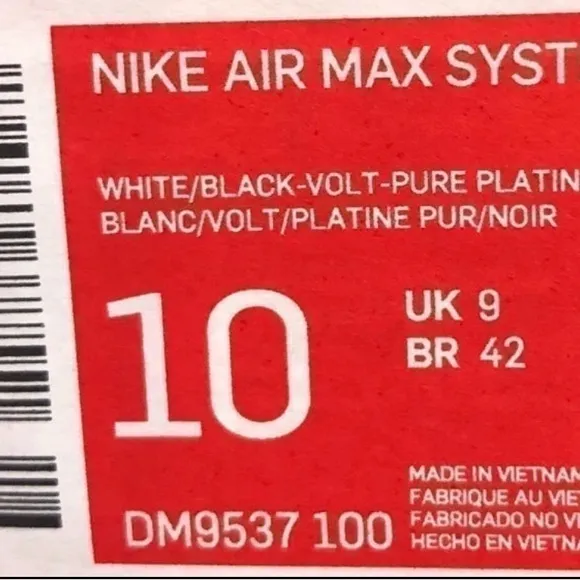 NIKE AIR MAX SYST
WHITE/BLACK-VOLT-PURE PLATIN
BLANC/VOLT/PLATINE PUR/NOIR
10
UK 9
BR 42
MADE IN VIETNAM
FABRIQUE AU VIE
FABRICADO NO VI
HECHO EN VIETNA
DM9537 100